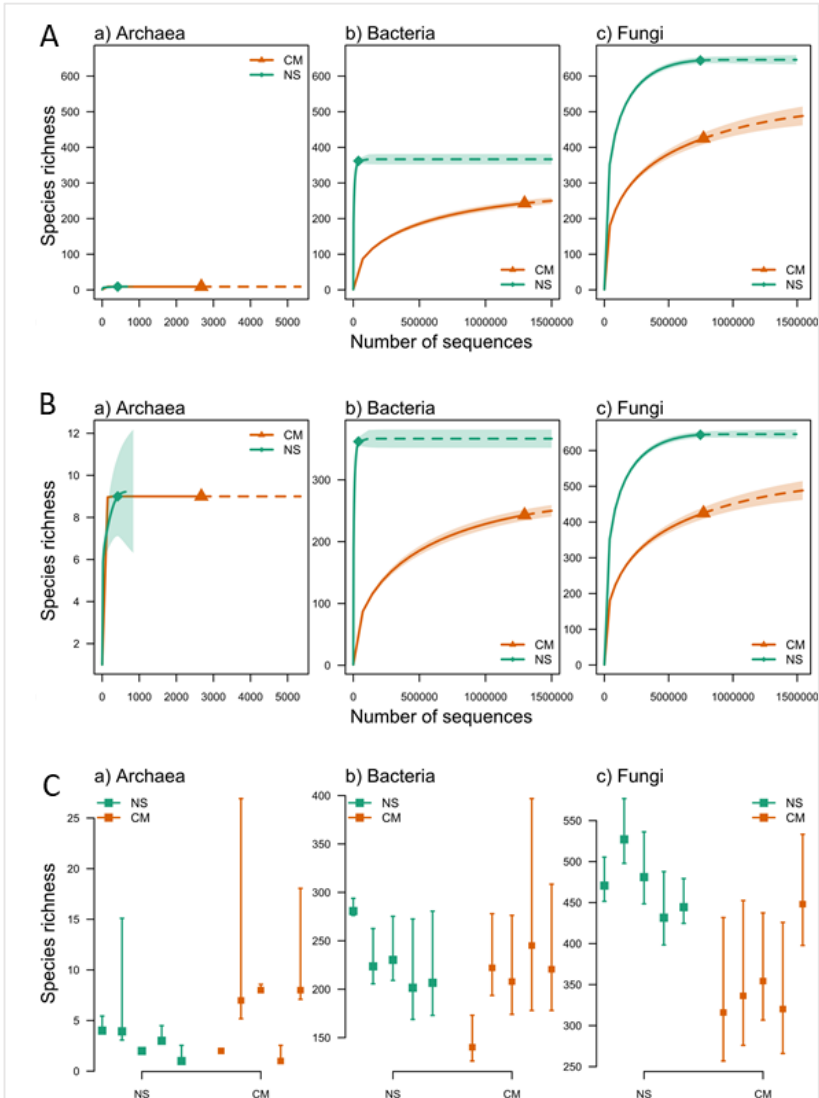 A
a) Archaea b) Bacteria c) Fungi
Species richness
600
500
400
300
200
100
0
CM
NS
0 1000 2000 3000 4000 5000
CM
NS
600
500
400
300
200
100
0
0 500000 1000000 1500000
CM
NS
600
500
400
300
200
100
0
0 500000 1000000 1500000
Number of sequences
B
a) Archaea b) Bacteria c) Fungi
Species richness
12
10
8
6
4
2
CM
NS
0 1000 2000 3000 4000 5000
300
200
100
0
CM
NS
0 500000 1000000 1500000
600
500
400
300
200
100
0
CM
NS
0 500000 1000000 1500000
Number of sequences
C
a) Archaea b) Bacteria c) Fungi
Species richness
NS
CM
25
20
15
10
5
0
NS CM
NS
CM
400
350
300
250
200
150
NS CM
NS
CM
550
500
450
400
350
300
250
NS CM